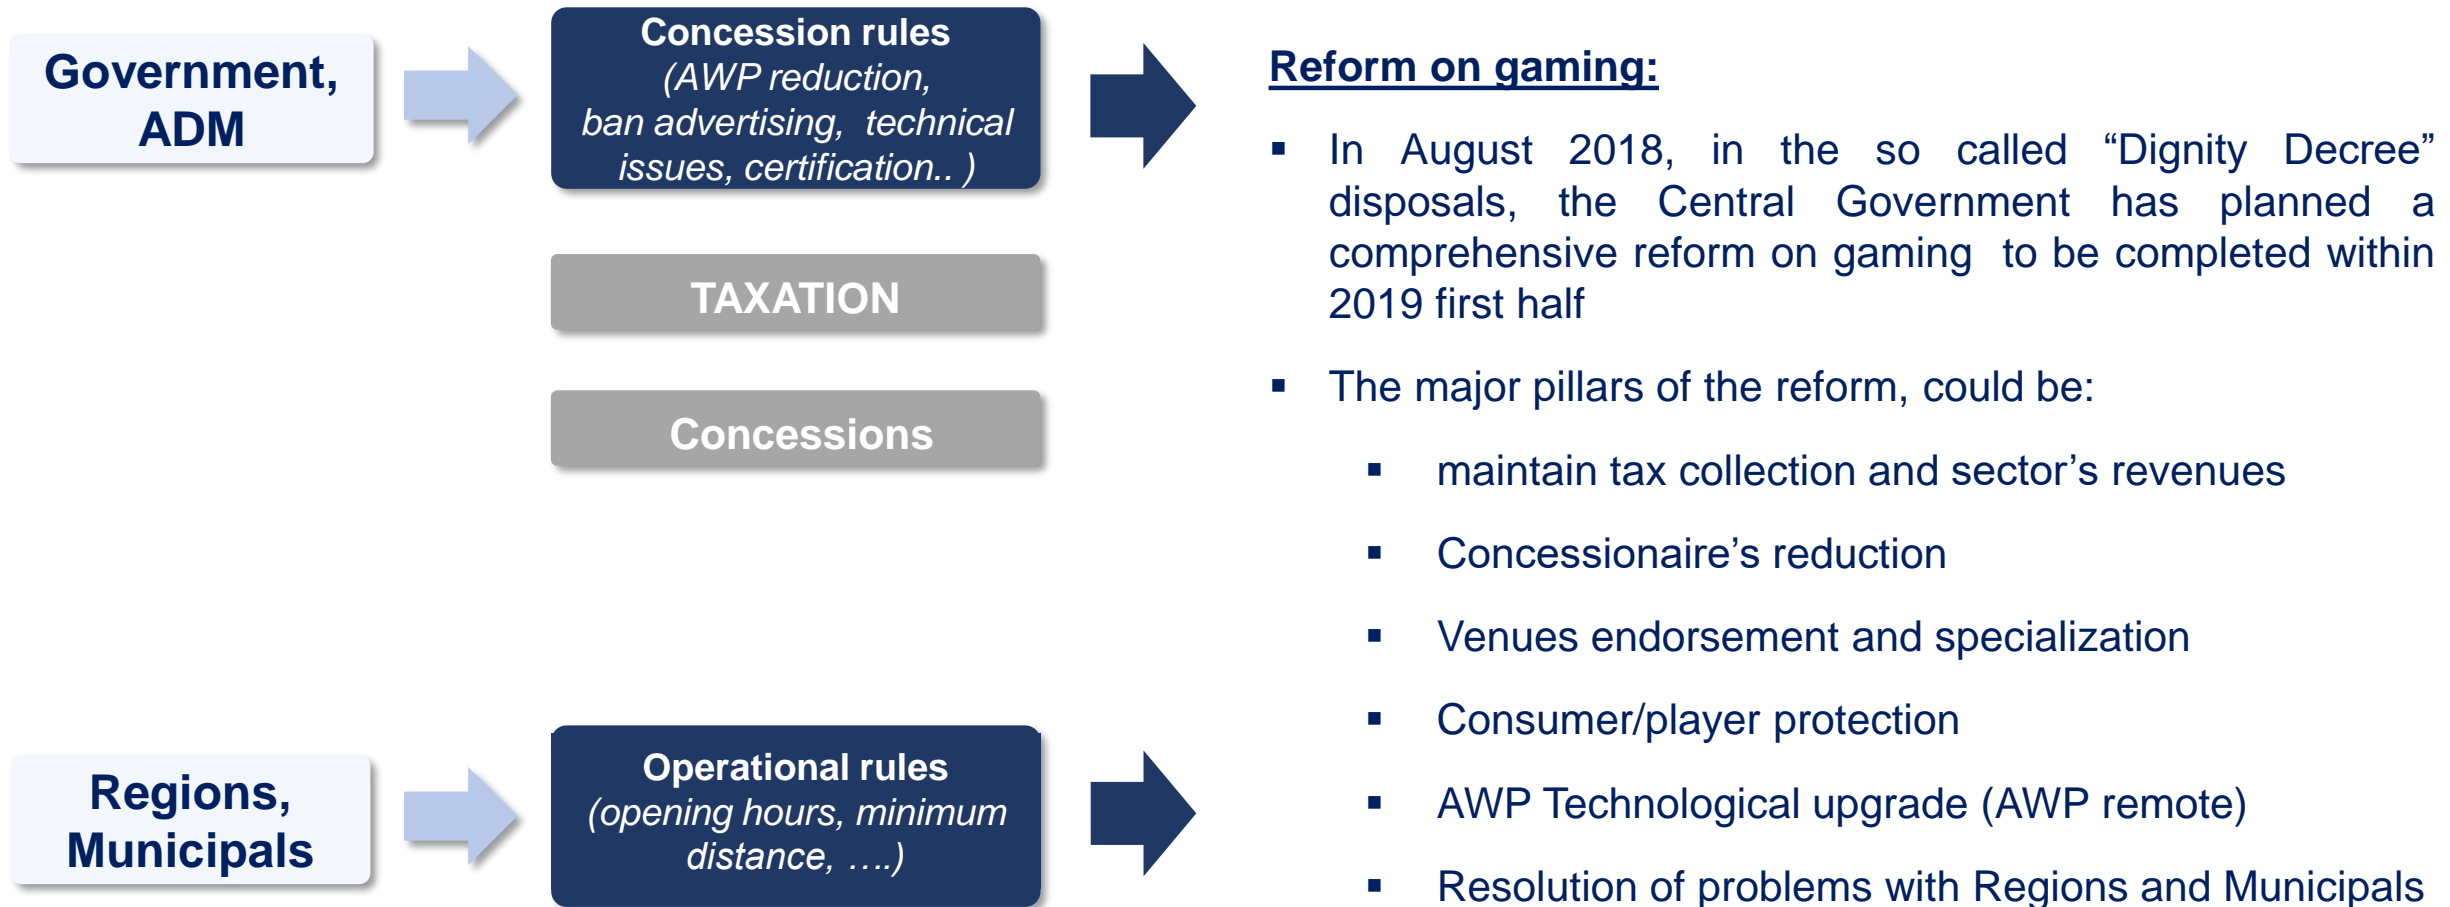 Government,
ADM
Concession rules
(AWP reduction,
ban advertising, technical
issues, certification.. )
TAXATION
Concessions
Regions,
Municipals
Operational rules
(opening hours, minimum
distance, ….)
Reform on gaming:
▪ In August 2018, in the so called “Dignity Decree”
disposals, the Central Government has planned a
comprehensive reform on gaming to be completed within
2019 first half
▪ The major pillars of the reform, could be:
▪ maintain tax collection and sector’s revenues
▪ Concessionaire’s reduction
▪ Venues endorsement and specialization
▪ Consumer/player protection
▪ AWP Technological upgrade (AWP remote)
▪ Resolution of problems with Regions and Municipals